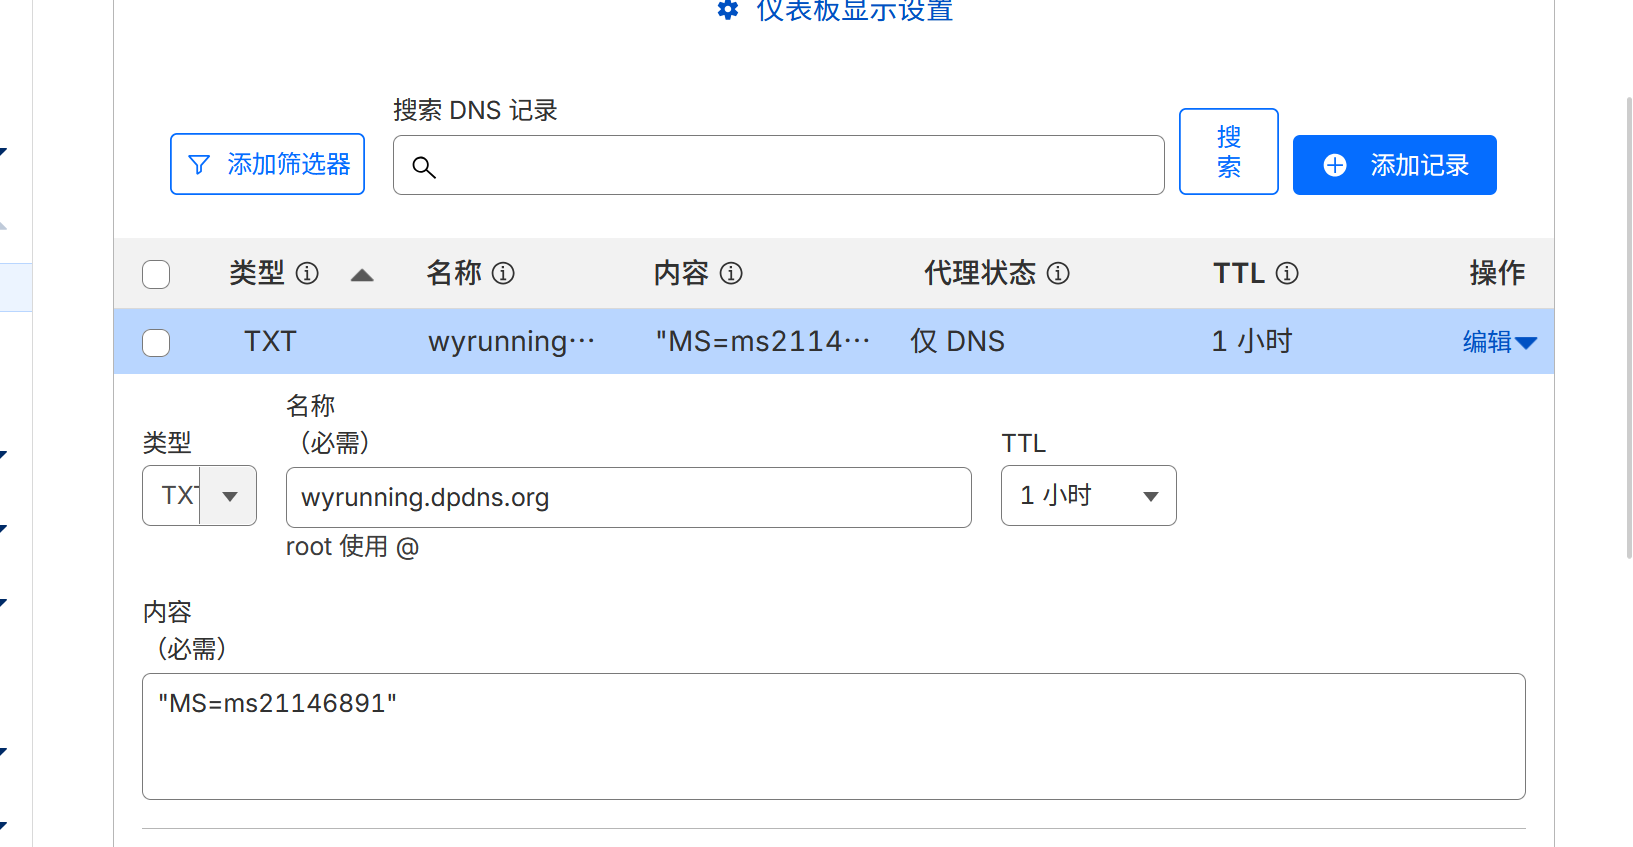 仪表板显示设置
搜索 DNS 记录
添加筛选器
搜
索
添加记录
类型 名称 内容 代理状态 TTL 操作
TXT wyrunning··· "MS=ms2114··· 仅 DNS 1 小时 编辑
名称
类型 （必需） TTL
TXT wyrunning.dpdns.org 1 小时
root 使用 @
内容
（必需）
"MS=ms21146891"